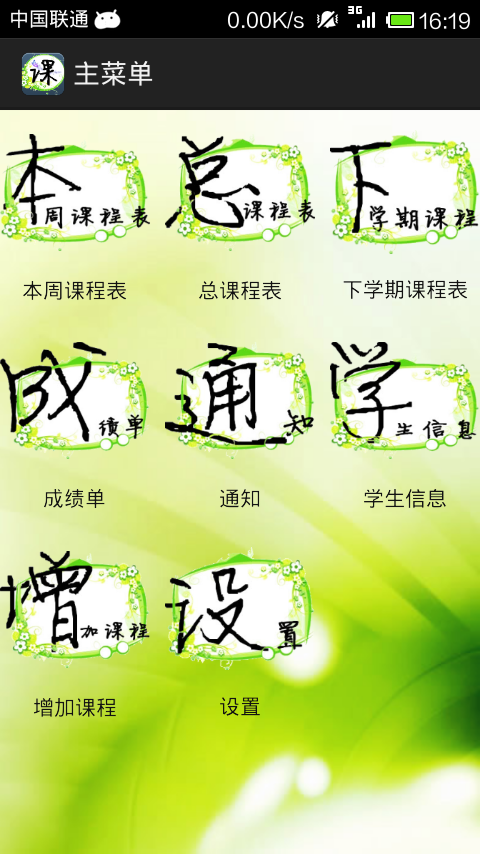 中国联通 0.00K/s 3G 16:19
课 主菜单
本周课程表 总课程表 下学期课程
本周课程表 总课程表 下学期课程表
成绩单 通知 学生信息
成绩单 通知 学生信息
增加课程 设置
增加课程 设置